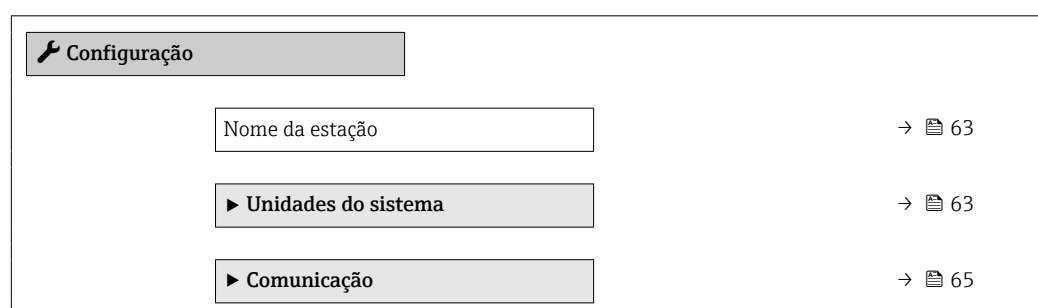 Configuração
Nome da estação → 63
▶ Unidades do sistema → 63
▶ Comunicação → 65